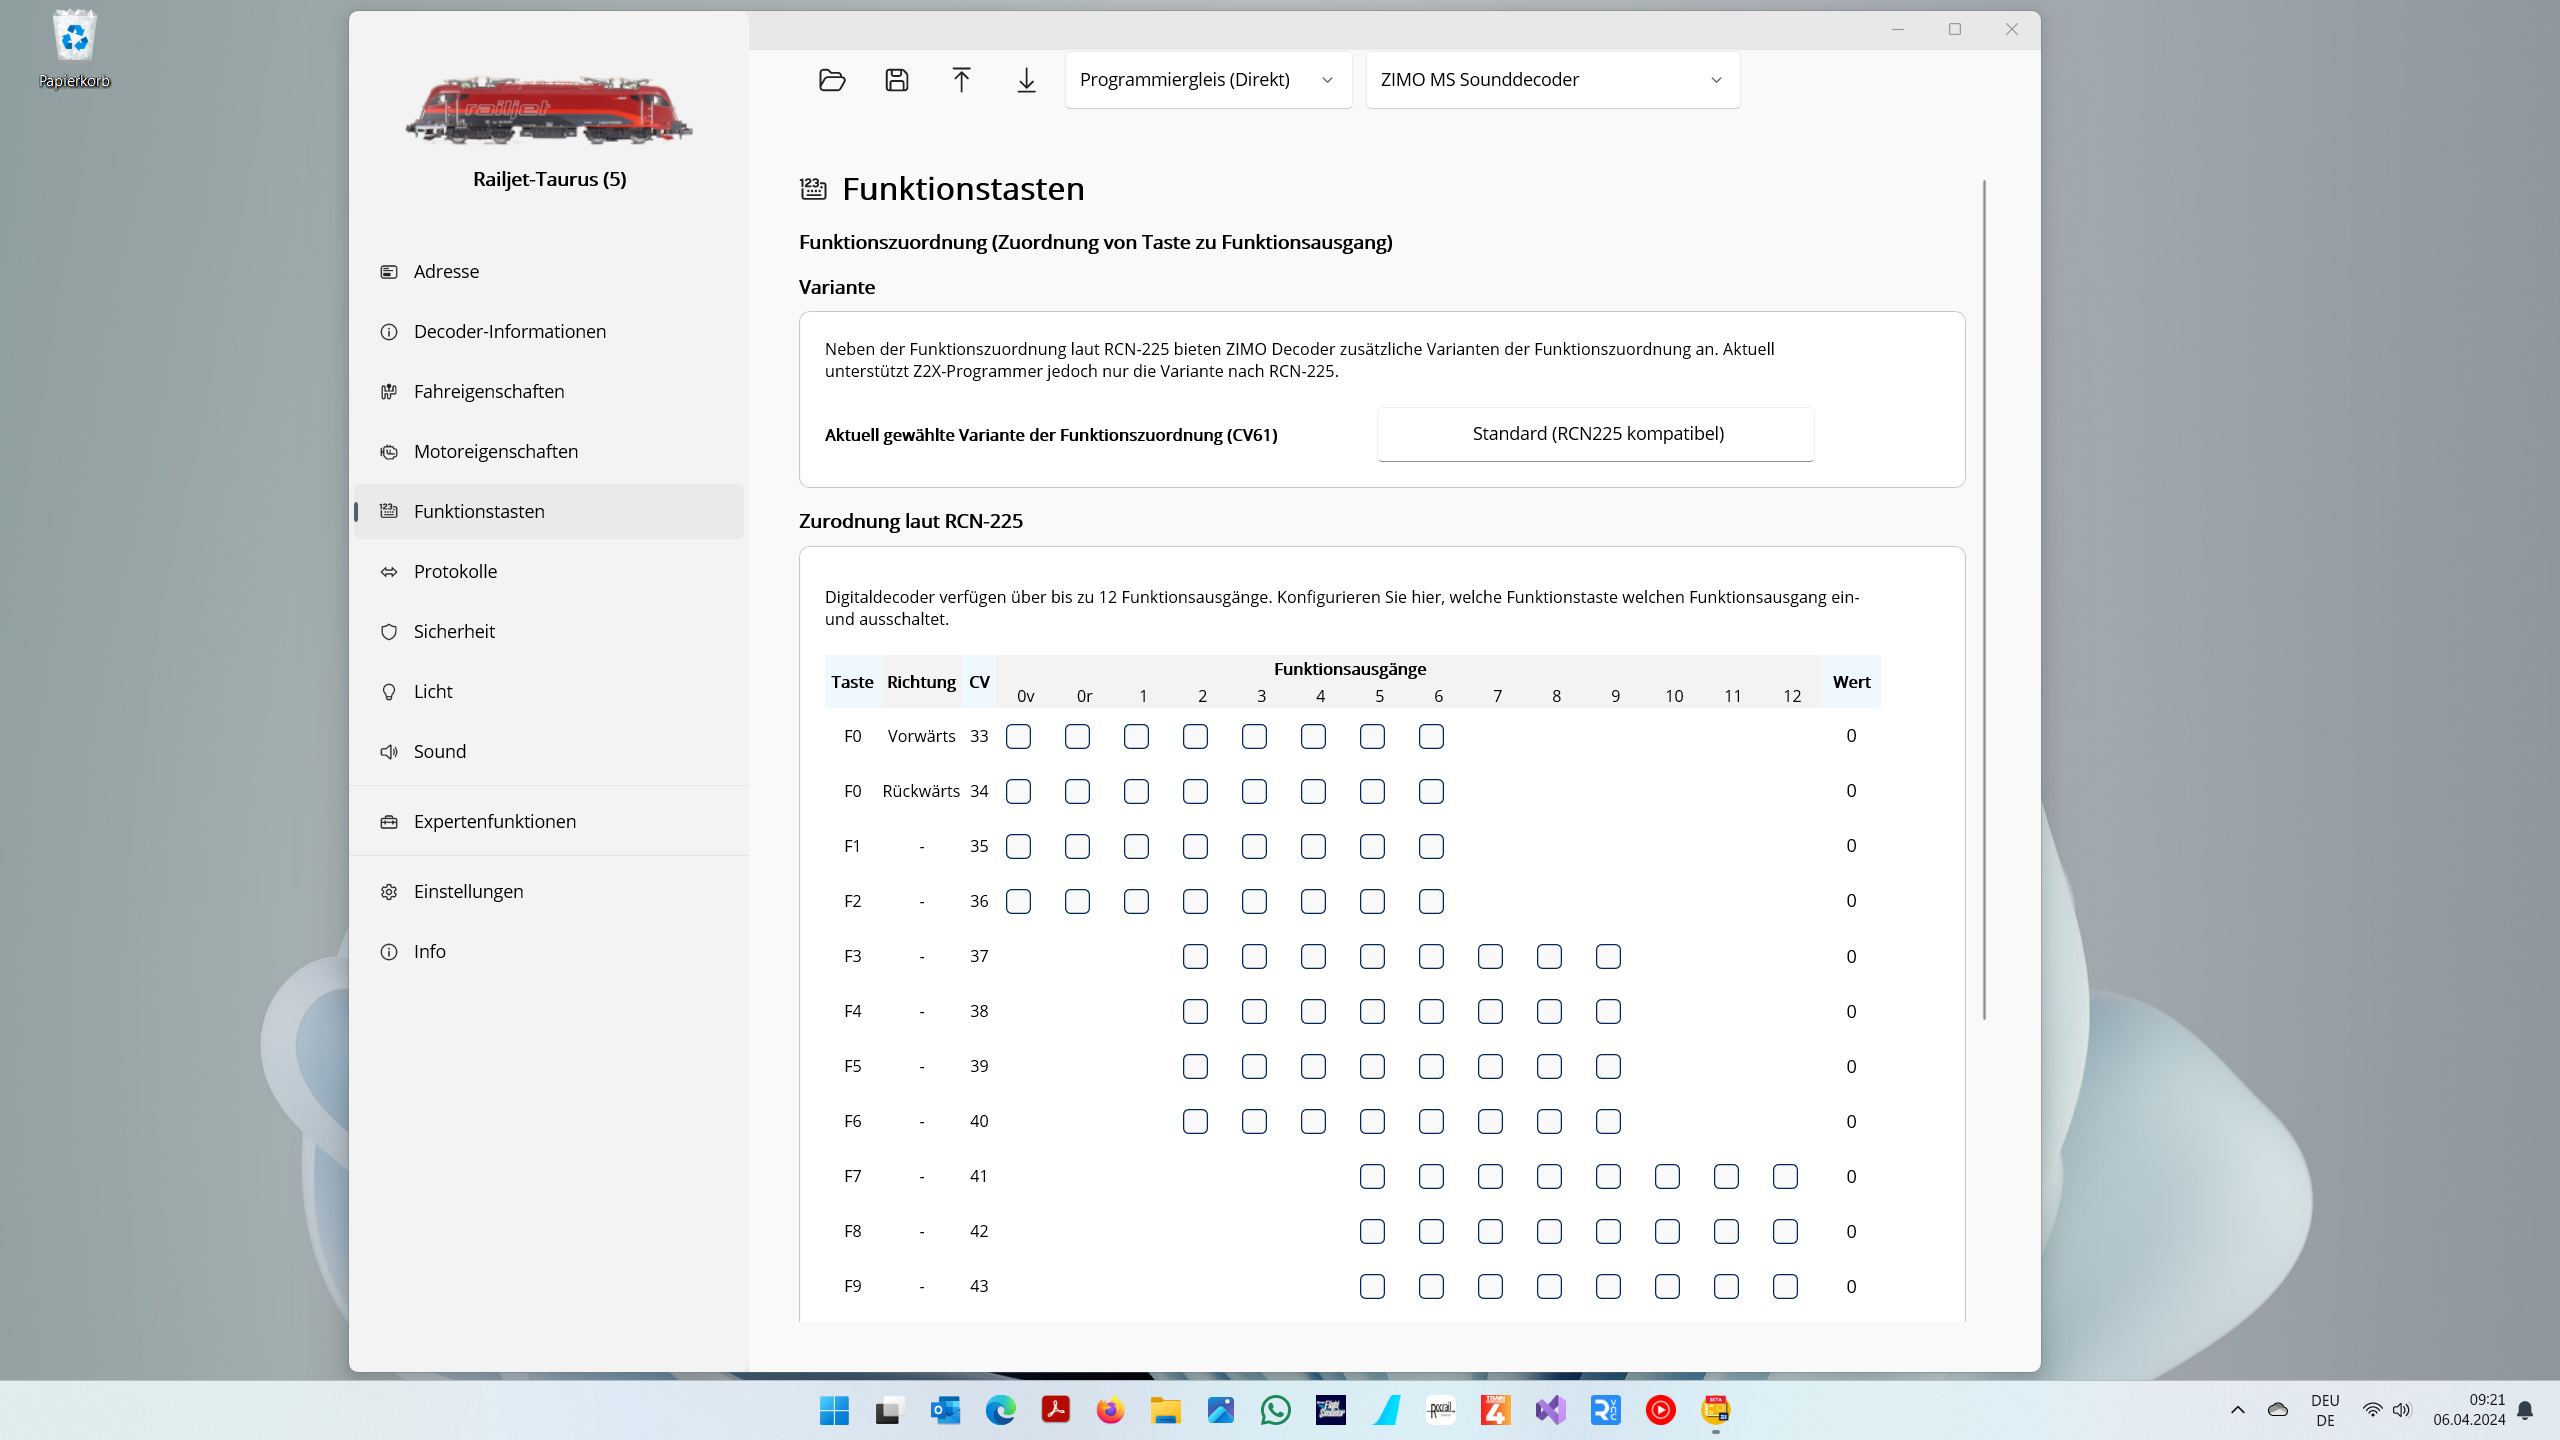 Papierkorb
railjet
Railjet-Taurus (5)
Adresse
Decoder-Informationen
Fahreigenschaften
Motoreigenschaften
Funktionstasten
Protokolle
Sicherheit
Licht
Sound
Expertenfunktionen
Einstellungen
Info
Programmiergleis (Direkt)
ZIMO MS Sounddecoder
Funktionstasten
Funktionszuordnung (Zuordnung von Taste zu Funktionsausgang)
Variante
Neben der Funktionszuordnung laut RCN-225 bieten ZIMO Decoder zusätzliche Varianten der Funktionszuordnung an. Aktuell
unterstützt Z2X-Programmer jedoch nur die Variante nach RCN-225.
Aktuell gewählte Variante der Funktionszuordnung (CV61)
Standard (RCN225 kompatibel)
Zurodnung laut RCN-225
Digitaldecoder verfügen über bis zu 12 Funktionsausgänge. Konfigurieren Sie hier, welche Funktionstaste welchen Funktionsausgang ein-
und ausschaltet.
Funktionsausgänge
Taste Richtung CV Wert
0v 0r 1 2 3 4 5 6 7 8 9 10 11 12
F0 Vorwärts 33 0
F0 Rückwärts 34 0
F1 - 35 0
F2 - 36 0
F3 - 37 0
F4 - 38 0
F5 - 39 0
F6 - 40 0
F7 - 41 0
F8 - 42 0
F9 - 43 0
DEU
DE
09:21
06.04.2024